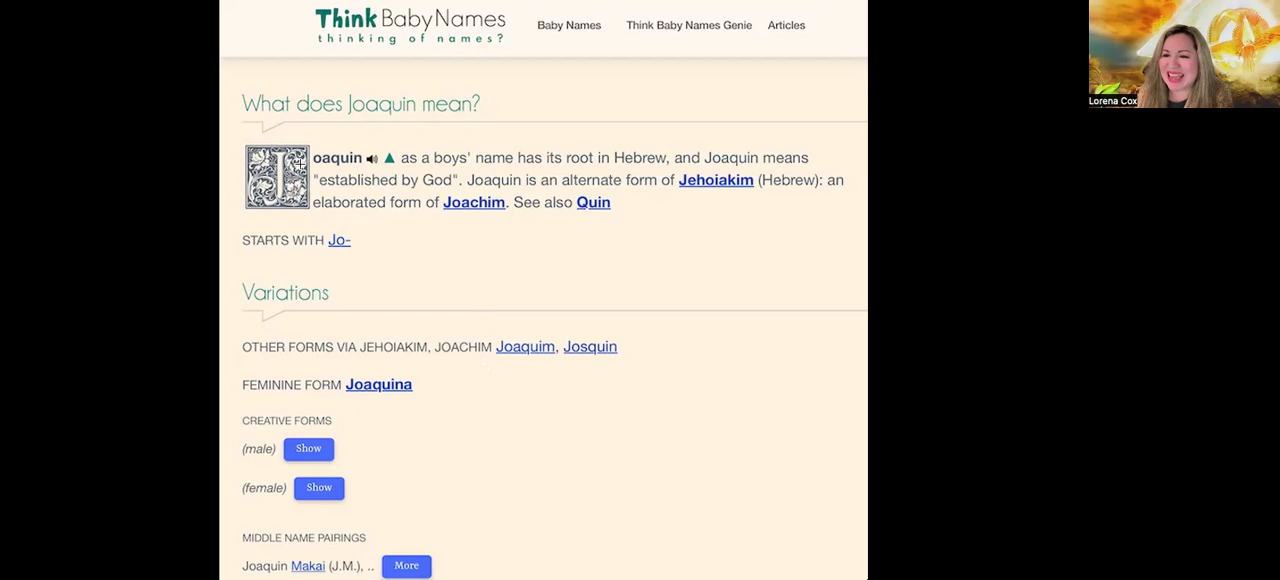 Think Baby Names
thinking of names?
Baby Names Think Baby Names Genie Articles
Lorena Cox
What does Joaquin mean?
Joaquin ▲ as a boys' name has its root in Hebrew, and Joaquin means
"established by God". Joaquin is an alternate form of Jehoiakim (Hebrew): an
elaborated form of Joachim. See also Quin
STARTS WITH Jo-
Variations
OTHER FORMS VIA JEHOIAKIM, JOACHIM Joaquim, Josquin
FEMININE FORM Joaquina
CREATIVE FORMS
(male) Show
(female) Show
MIDDLE NAME PAIRINGS
Joaquin Makai (J.M.), .. More